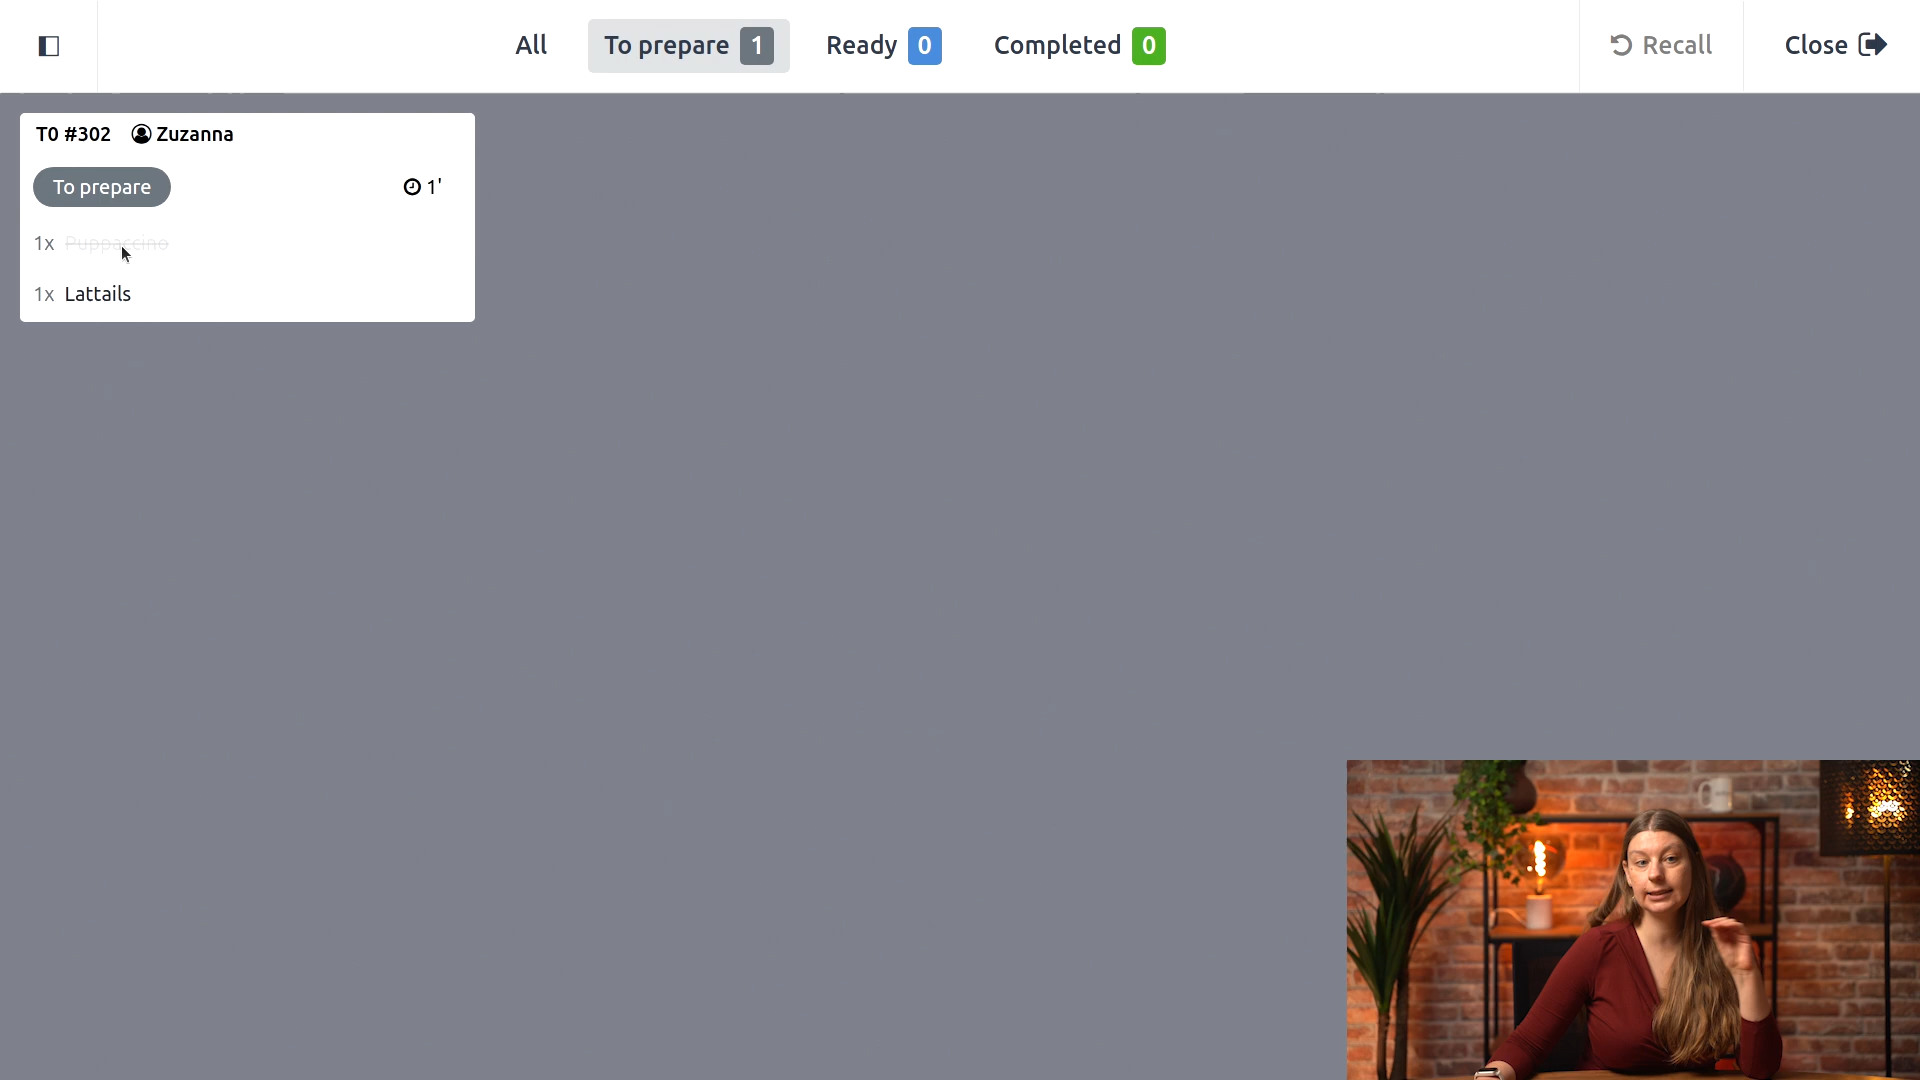 All
To prepare 1
Ready 0
Completed 0
Recall
Close
T0 #302 Zuzanna
To prepare
1'
1x Puppaccino
1x Lattails